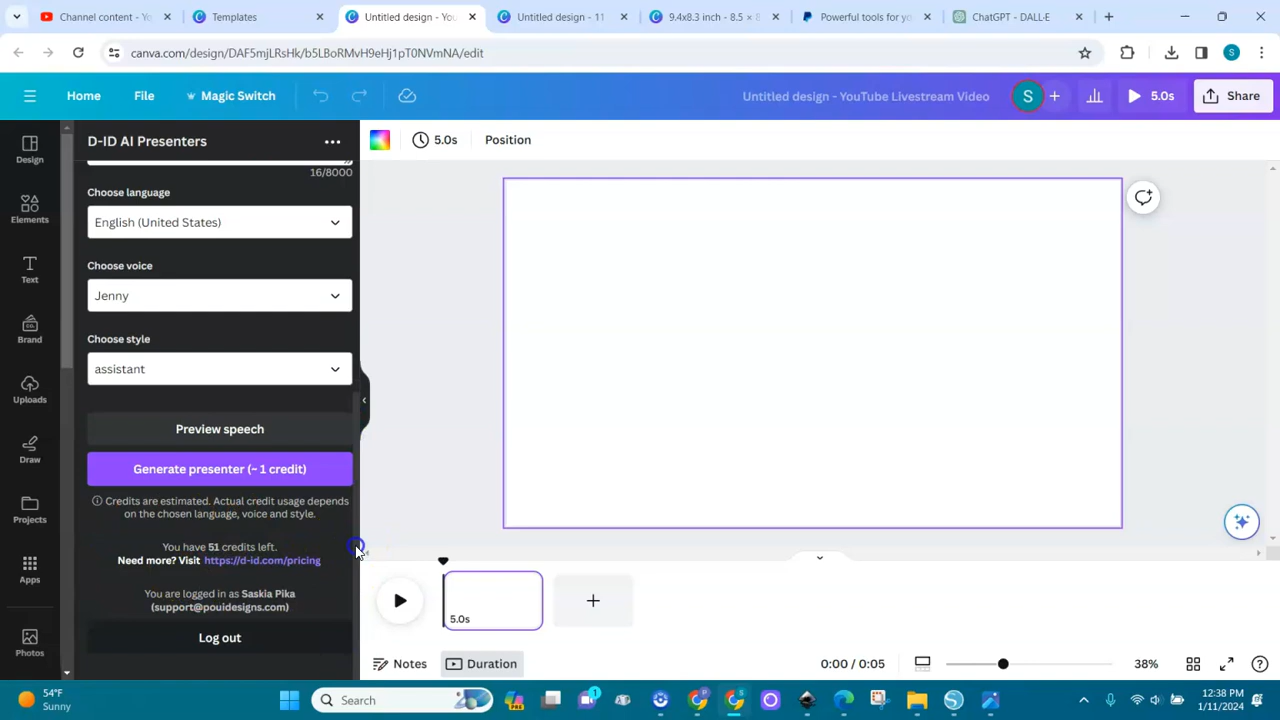 Channel content - Yo
Templates
Untitled design - You
Untitled design - 11
9.4x8.3 inch - 8.5 × 8
Powerful tools for yo
ChatGPT - DALL-E
canva.com/design/DAF5mjLRsHk/b5LBoRMvH9eHj1pT0NVmNA/edit
S
Home
File
Magic Switch
Untitled design - YouTube Livestream Video
S
5.0s
Share
Design
Elements
Text
Brand
Uploads
Draw
Projects
Apps
Photos
D-ID AI Presenters
16/8000
Choose language
English (United States)
Choose voice
Jenny
Choose style
assistant
Preview speech
Generate presenter (~ 1 credit)
Credits are estimated. Actual credit usage depends
on the chosen language, voice and style.
You have 51 credits left.
Need more? Visit https://d-id.com/pricing
You are logged in as Saskia Pika
(support@pouidesigns.com)
Log out
5.0s
Position
5.0s
Notes
Duration
0:00 / 0:05
38%
54°F
Sunny
Search
1
12:38 PM
1/11/2024